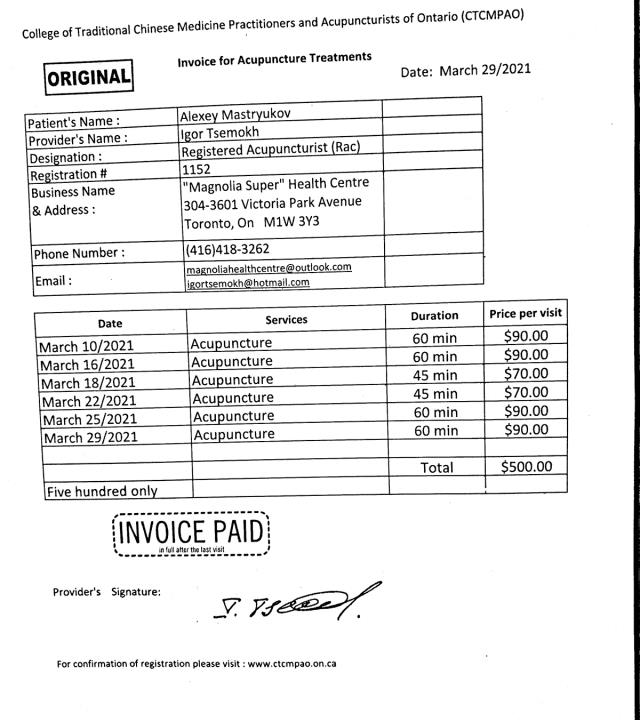 College of Traditional Chinese Medicine Practitioners and Acupuncturists of Ontario (CTCMPAO)
ORIGINAL
Invoice for Acupuncture Treatments
Date: March 29/2021
Patient's Name : Alexey Mastryukov
Provider's Name : Igor Tsemokh
Designation : Registered Acupuncturist (Rac)
Registration # 1152
Business Name "Magnolia Super" Health Centre
& Address : 304-3601 Victoria Park Avenue
Toronto, On M1W 3Y3
Phone Number : (416)418-3262
Email : magnoliahealthcentre@outlook.com
igortsemokh@hotmail.com
Date Services Duration Price per visit
March 10/2021 Acupuncture 60 min $90.00
March 16/2021 Acupuncture 60 min $90.00
March 18/2021 Acupuncture 45 min $70.00
March 22/2021 Acupuncture 45 min $70.00
March 25/2021 Acupuncture 60 min $90.00
March 29/2021 Acupuncture 60 min $90.00
Total $500.00
Five hundred only
INVOICE PAID
in full after the last visit
Provider's Signature:
For confirmation of registration please visit : www.ctcmpao.on.ca